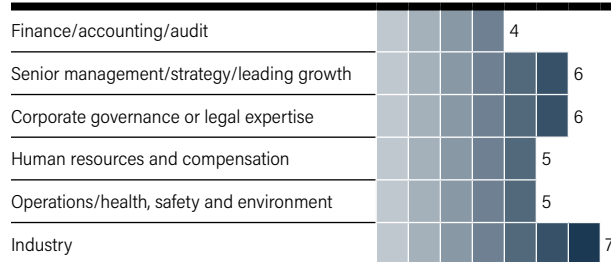 Finance/accounting/audit 4
Senior management/strategy/leading growth 6
Corporate governance or legal expertise 6
Human resources and compensation 5
Operations/health, safety and environment 5
Industry 7